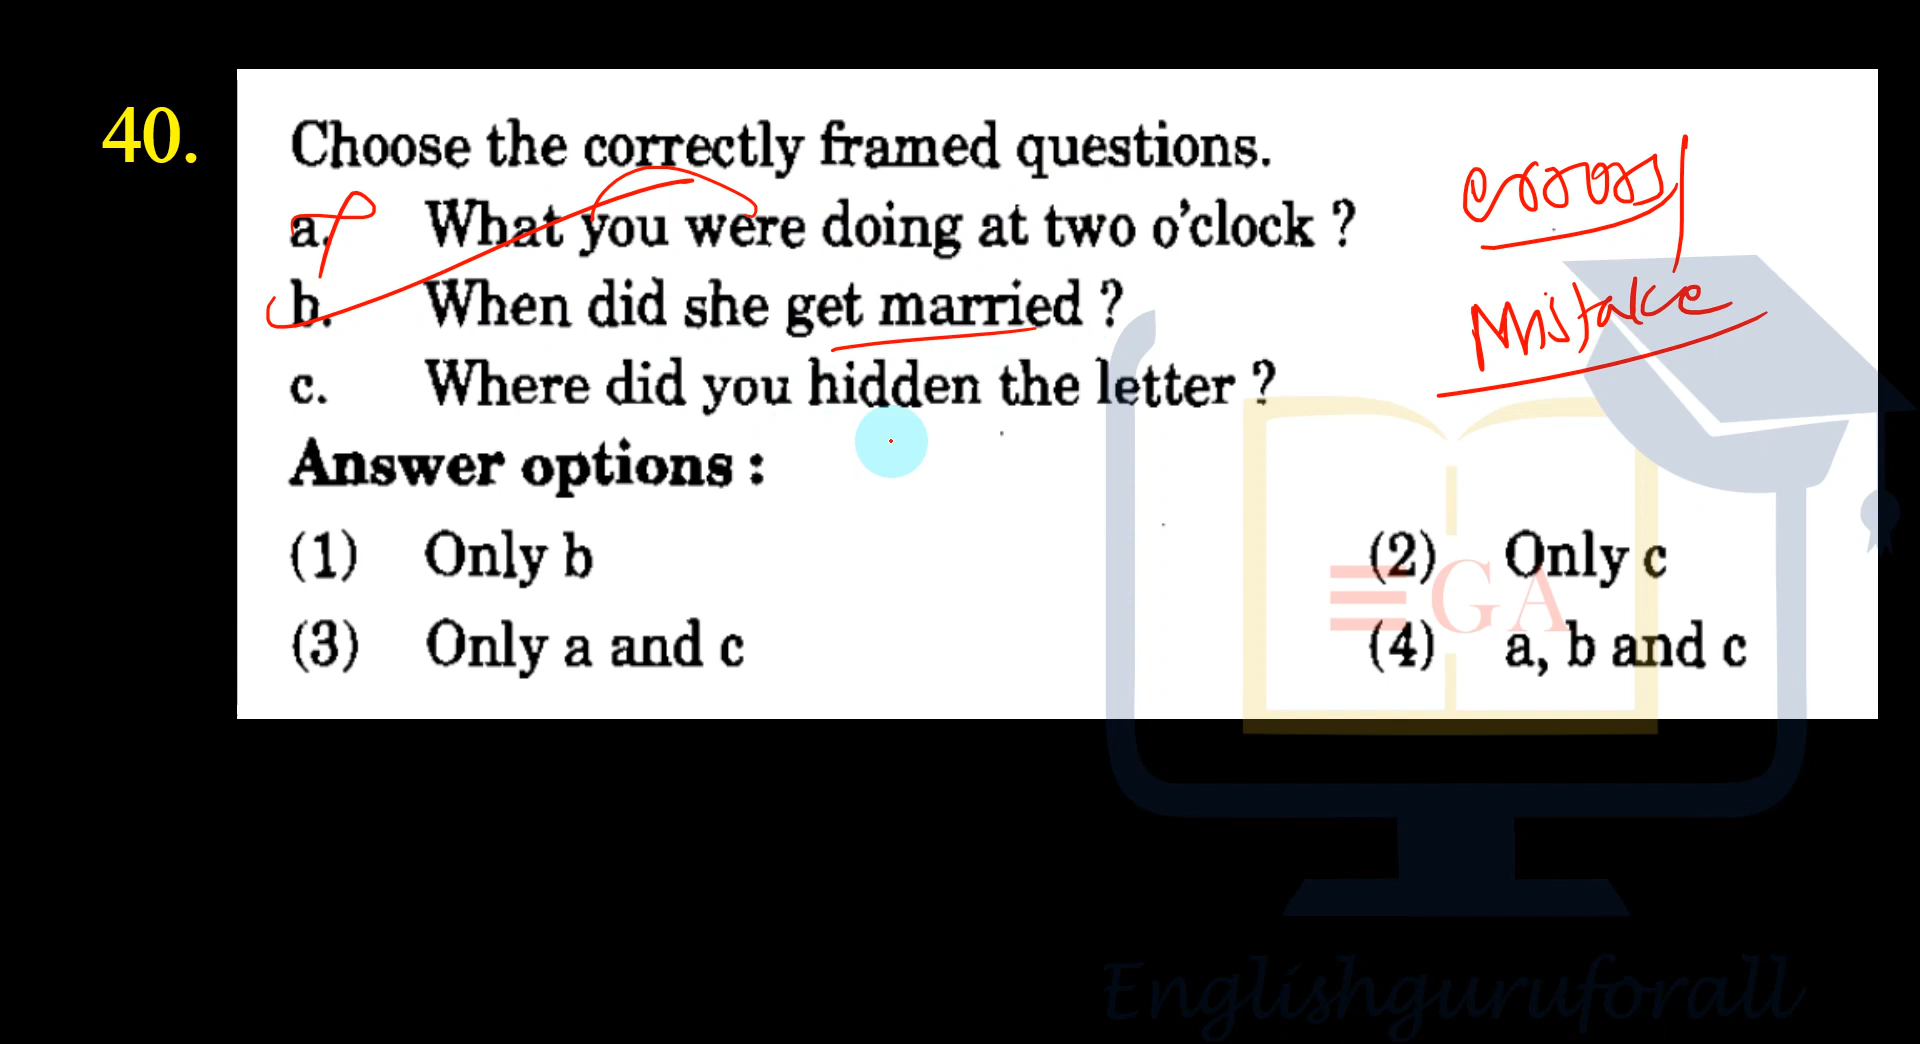 40.
Choose the correctly framed questions.
a. What you were doing at two o'clock ?
b. When did she get married ?
c. Where did you hidden the letter ?
errors
Mistake
Answer options :
(1) Only b
(2) Only c
(3) Only a and c
(4) a, b and c
GA
Englishguruforall